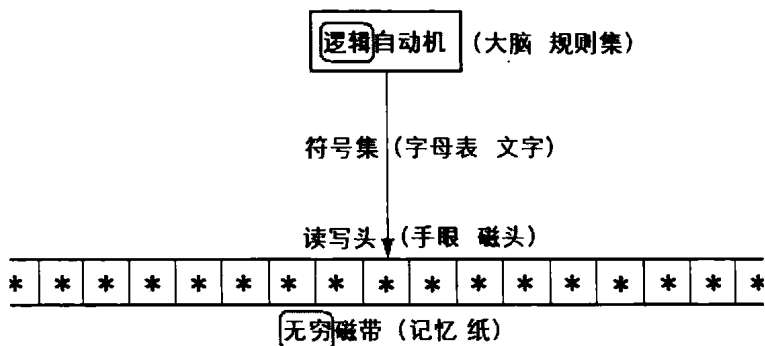 逻辑自动机 (大脑 规则集)
符号集 (字母表 文字)
读写头 (手眼 磁头)
* * * * * * * * * * * * * * * * *
无穷磁带 (记忆 纸)